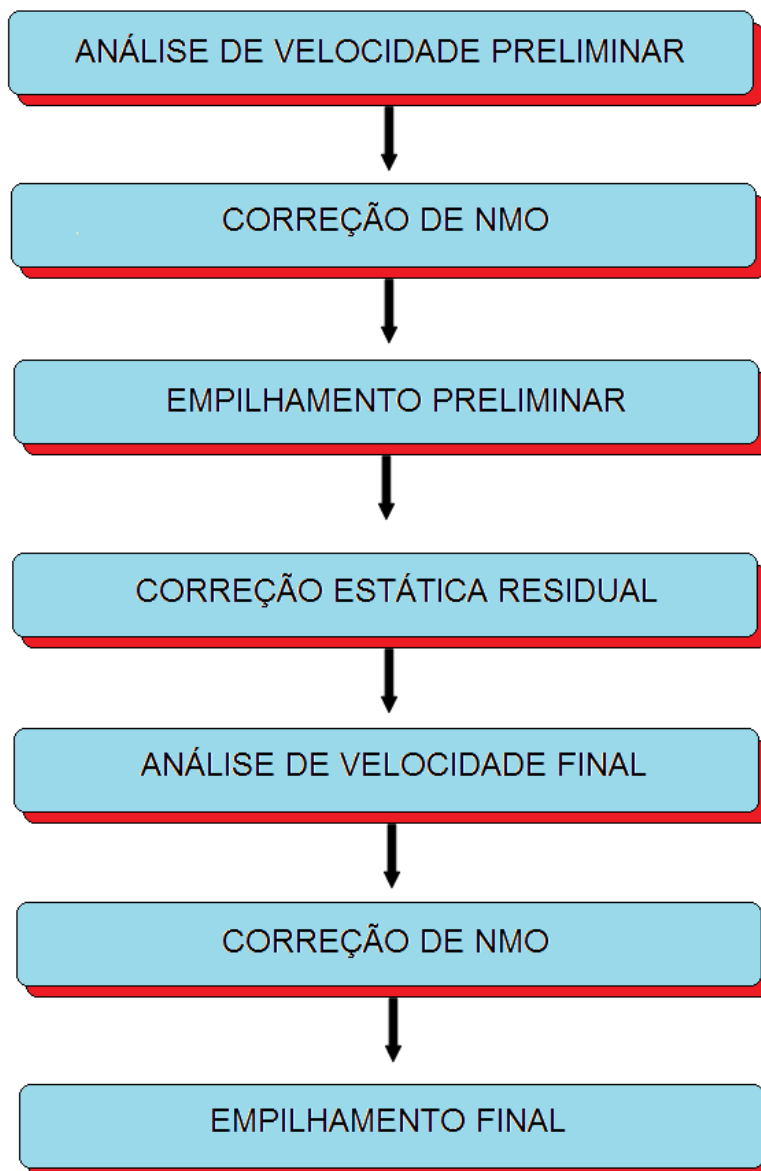 ANÁLISE DE VELOCIDADE PRELIMINAR
CORREÇÃO DE NMO
EMPILHAMENTO PRELIMINAR
CORREÇÃO ESTÁTICA RESIDUAL
ANÁLISE DE VELOCIDADE FINAL
CORREÇÃO DE NMO
EMPILHAMENTO FINAL